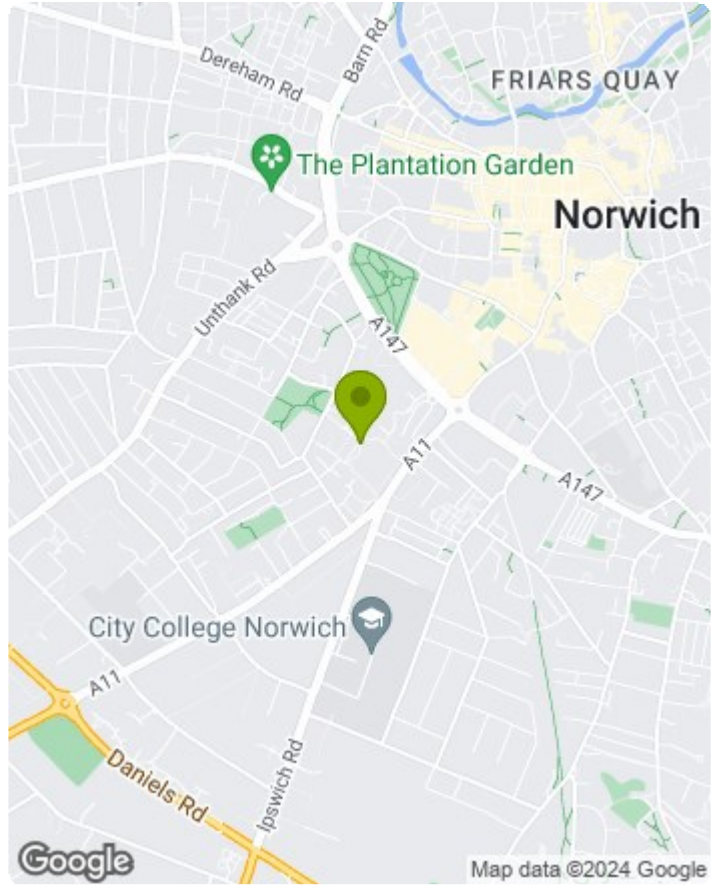 Dereham Rd
Barn Rd
FRIARS QUAY
The Plantation Garden
Norwich
Unthank Rd
A147
A11
A147
City College Norwich
A11
Daniels Rd
Ipswich Rd
Google
Map data ©2024 Google